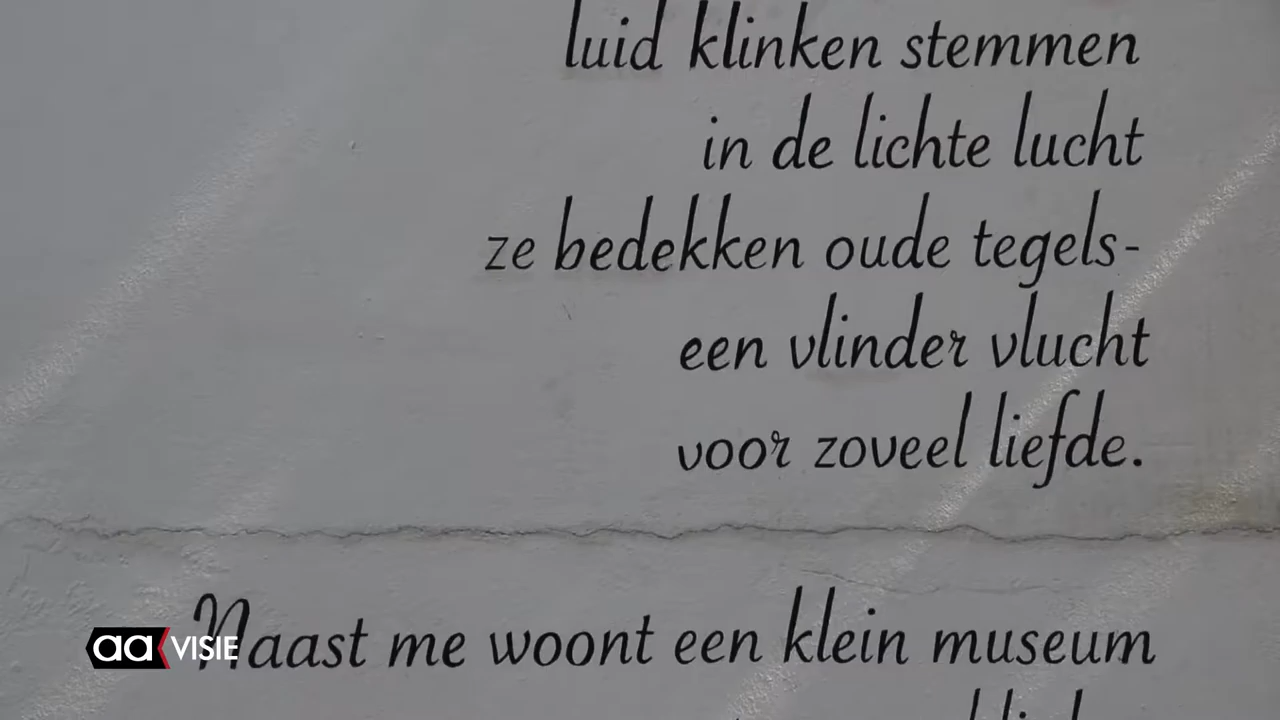 luid klinken stemmen
in de lichte lucht
ze bedekken oude tegels-
een vlinder vlucht
voor zoveel liefde.
Naast me woont een klein museum
aa VISIE